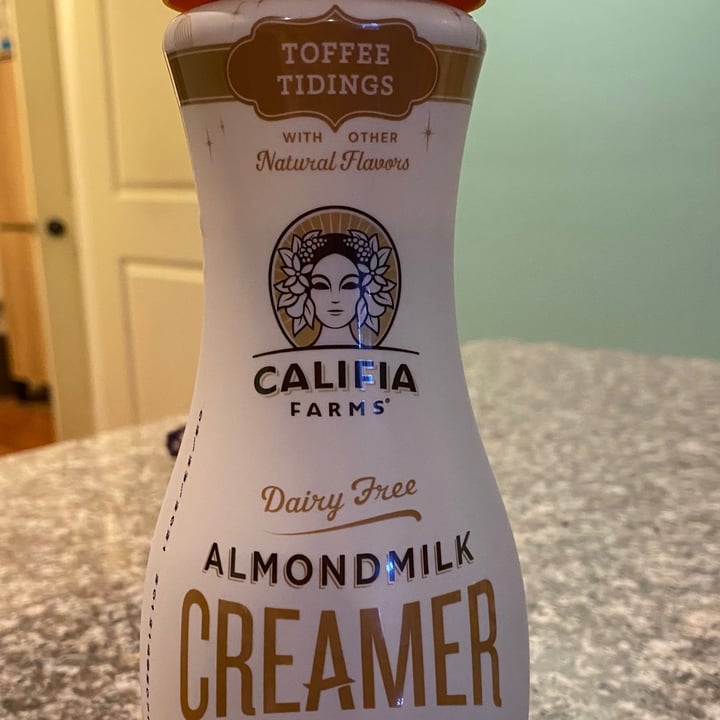 TOFFEE
TIDINGS
WITH OTHER
Natural Flavors
CALIFIA
FARMS®
Dairy Free
ALMONDMILK
CREAMER